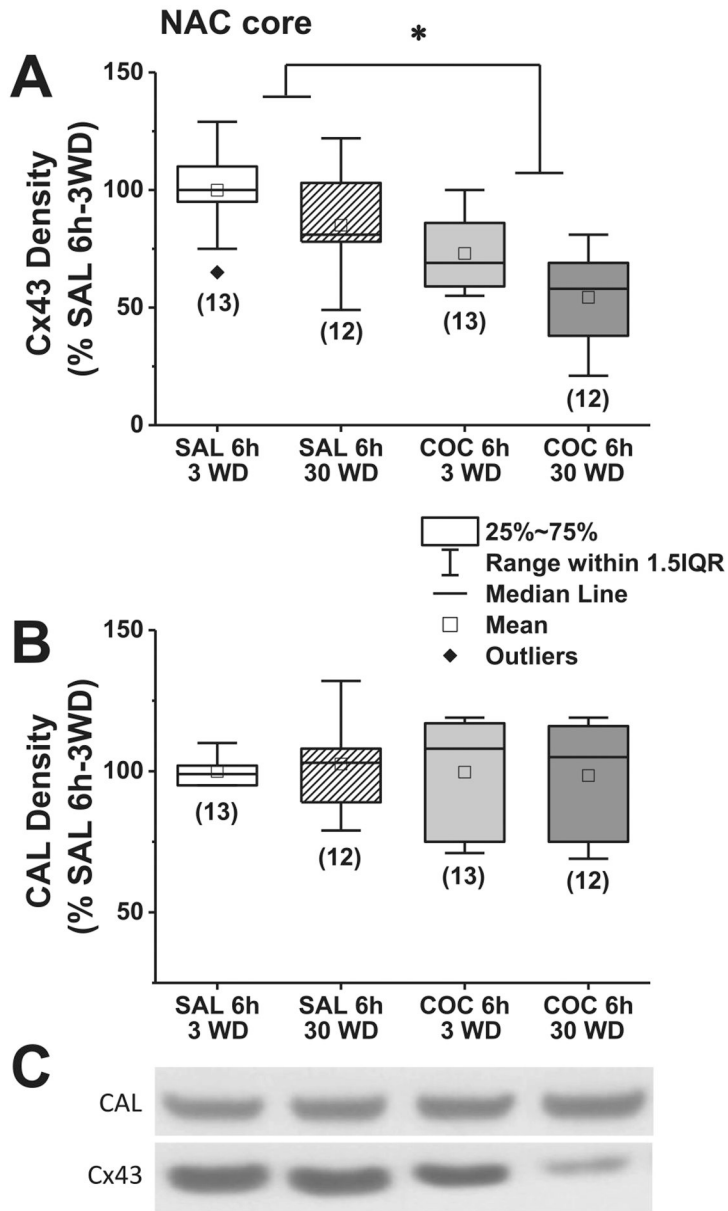 NAC core
A
*
Cx43 Density
(% SAL 6h-3WD)
150
100
50
0
(13)
(12)
(13)
(12)
SAL 6h
3 WD
SAL 6h
30 WD
COC 6h
3 WD
COC 6h
30 WD
25%~75%
Range within 1.5IQR
Median Line
Mean
Outliers
B
CAL Density
(% SAL 6h-3WD)
150
100
50
(13)
(12)
(13)
(12)
SAL 6h
3 WD
SAL 6h
30 WD
COC 6h
3 WD
COC 6h
30 WD
C
CAL
Cx43